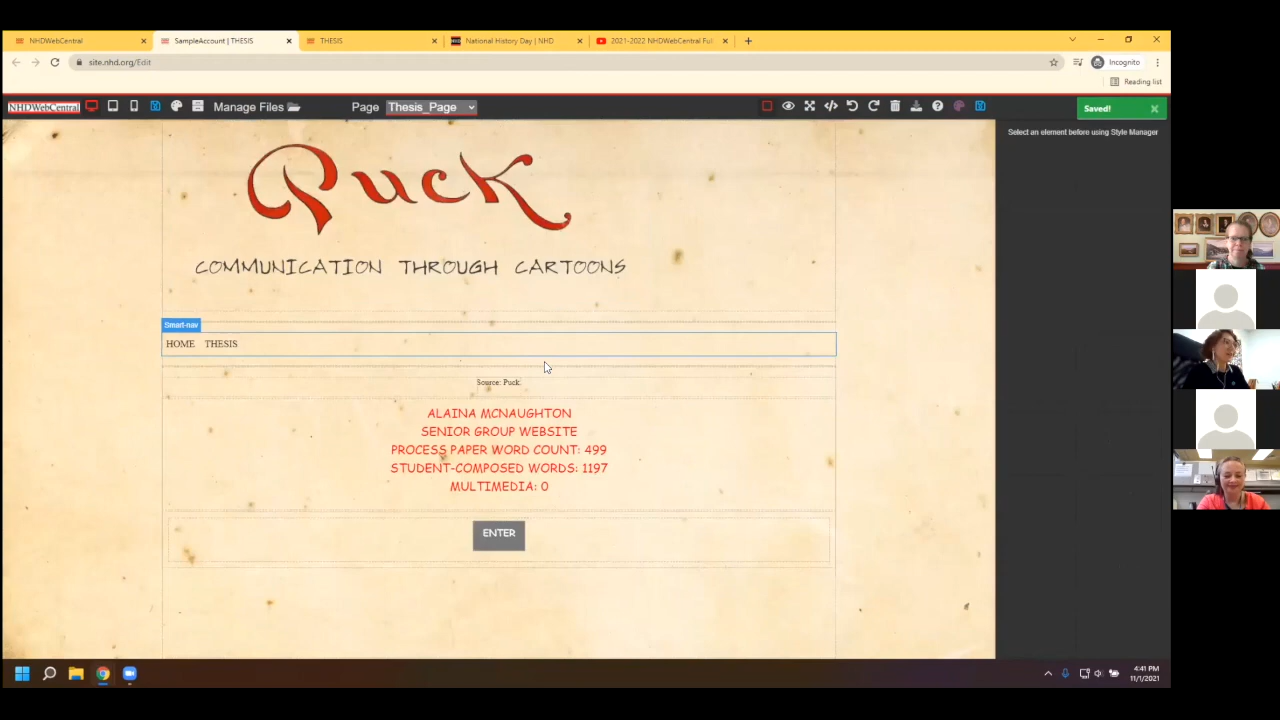 NHDWebCentral
SampleAccount | THESIS
THESIS
National History Day | NHD
2021-2022 NHDWebCentral Ful
site.nhd.org/Edit
Incognito
Reading list
NHDWebCentral
Manage Files
Page
Thesis_Page
Saved!
Select an element before using Style Manager
Puck
COMMUNICATION THROUGH CARTOONS
Smart-nav
HOME THESIS
Source: Puck
ALAINA MCNAUGHTON
SENIOR GROUP WEBSITE
PROCESS PAPER WORD COUNT: 499
STUDENT-COMPOSED WORDS: 1197
MULTIMEDIA: 0
ENTER
4:41 PM
11/1/2021